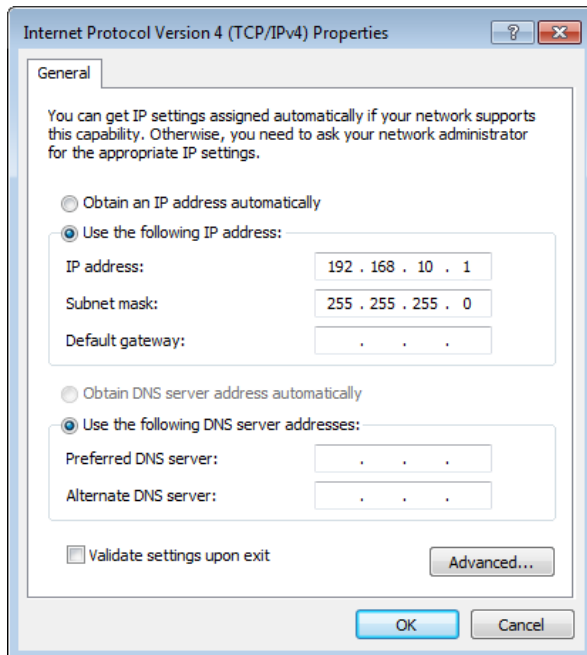 Internet Protocol Version 4 (TCP/IPv4) Properties
General
You can get IP settings assigned automatically if your network supports
this capability. Otherwise, you need to ask your network administrator
for the appropriate IP settings.
Obtain an IP address automatically
Use the following IP address:
IP address: 192 . 168 . 10 . 1
Subnet mask: 255 . 255 . 255 . 0
Default gateway: . . .
Obtain DNS server address automatically
Use the following DNS server addresses:
Preferred DNS server: . . .
Alternate DNS server: . . .
Validate settings upon exit
Advanced...
OK Cancel